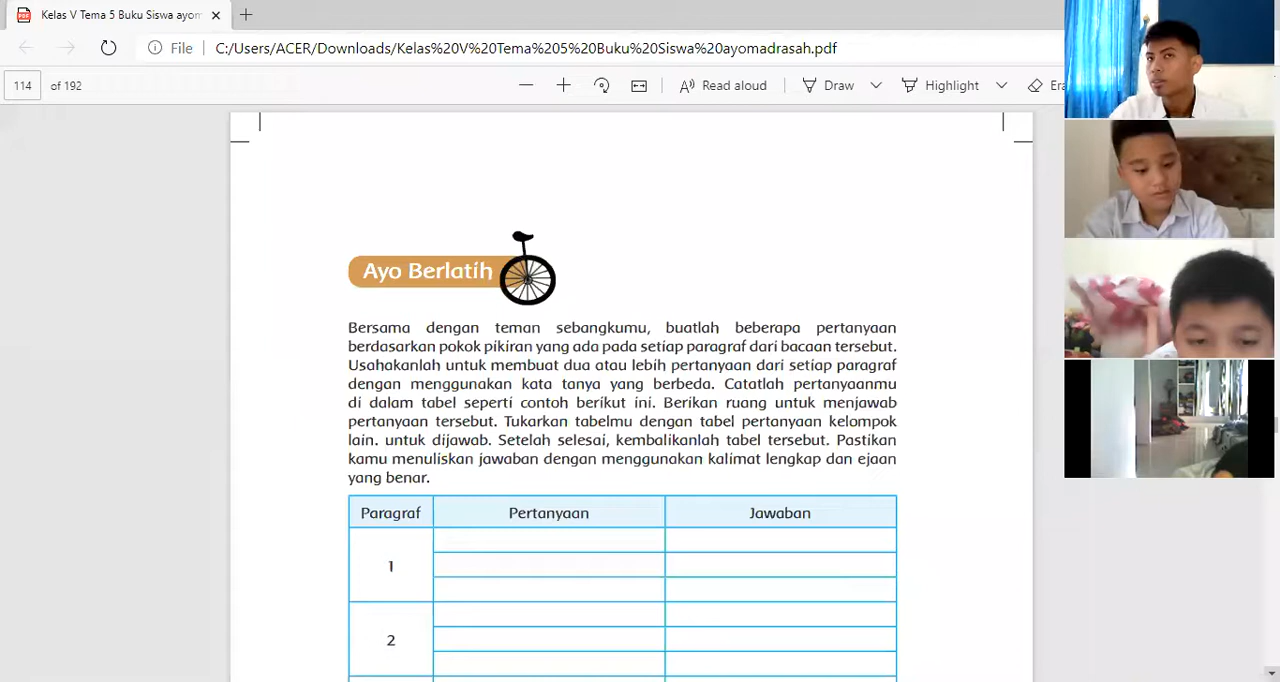 Kelas V Tema 5 Buku Siswa ayom
File
C:/Users/ACER/Downloads/Kelas%20V%20Tema%205%20Buku%20Siswa%20ayomadrasah.pdf
114 of 192
Read aloud
Draw
Highlight
Era
Ayo Berlatih
Bersama dengan teman sebangkumu, buatlah beberapa pertanyaan
berdasarkan pokok pikiran yang ada pada setiap paragraf dari bacaan tersebut.
Usahakanlah untuk membuat dua atau lebih pertanyaan dari setiap paragraf
dengan menggunakan kata tanya yang berbeda. Catatlah pertanyaanmu
di dalam tabel seperti contoh berikut ini. Berikan ruang untuk menjawab
pertanyaan tersebut. Tukarkan tabelmu dengan tabel pertanyaan kelompok
lain. untuk dijawab. Setelah selesai, kembalikanlah tabel tersebut. Pastikan
kamu menuliskan jawaban dengan menggunakan kalimat lengkap dan ejaan
yang benar.
Paragraf Pertanyaan Jawaban
1
2